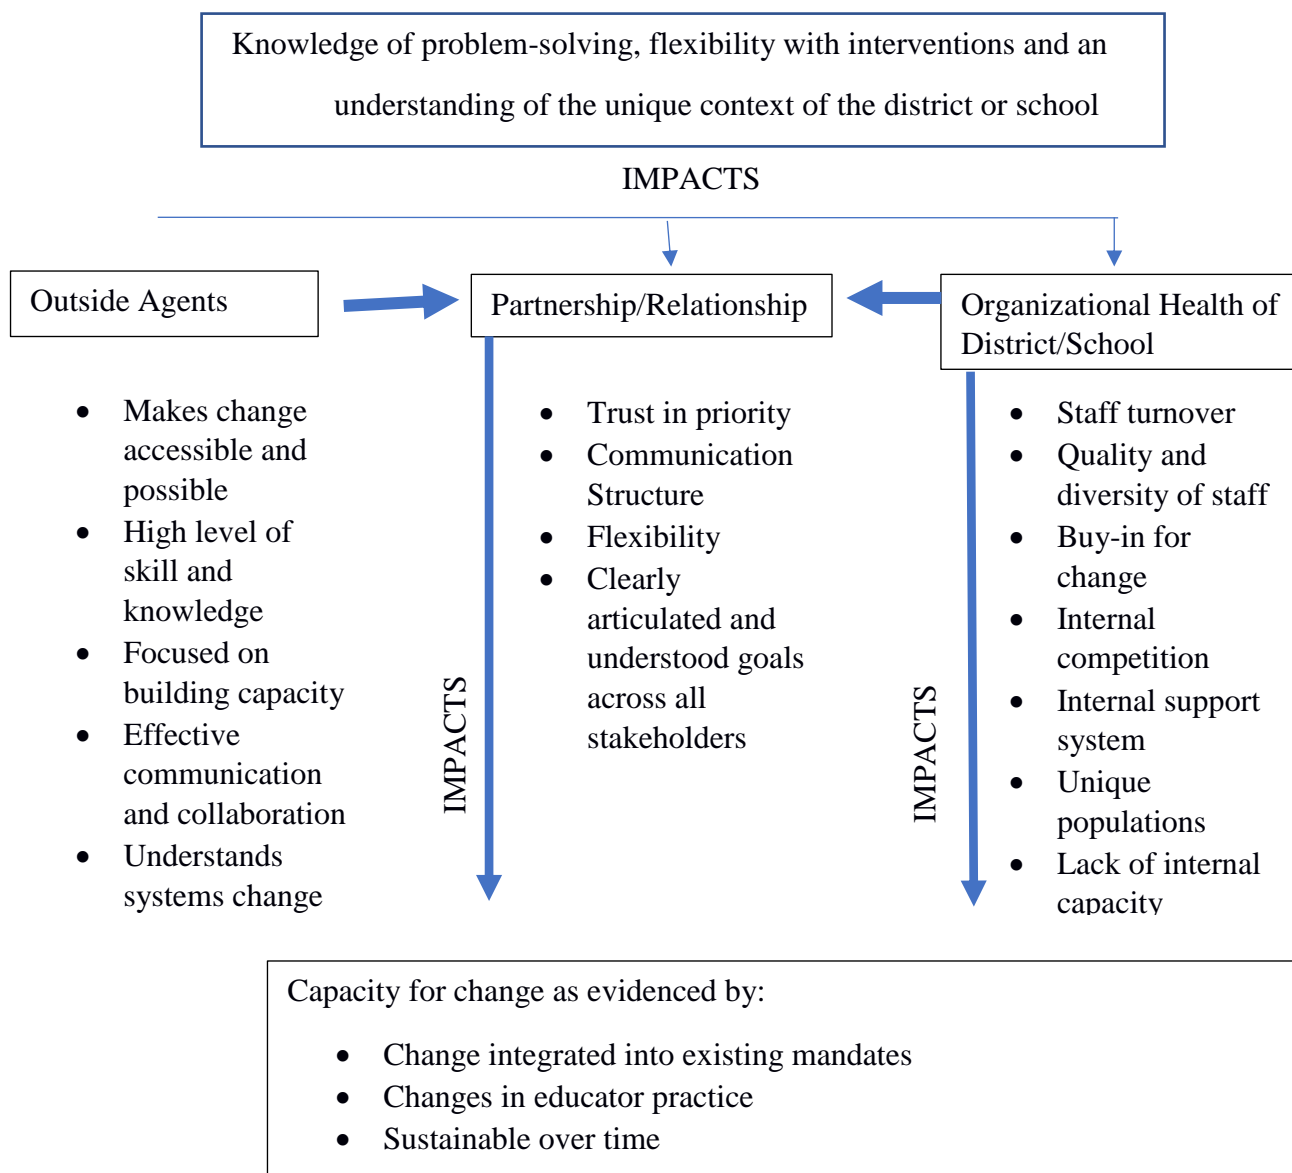 Knowledge of problem-solving, flexibility with interventions and an
understanding of the unique context of the district or school
IMPACTS
Outside Agents
Partnership/Relationship
Organizational Health of
District/School
• Makes change
accessible and
possible
• High level of
skill and
knowledge
• Focused on
building capacity
• Effective
communication
and collaboration
• Understands
systems change
IMPACTS
• Trust in priority
• Communication
Structure
• Flexibility
• Clearly
articulated and
understood goals
across all
stakeholders
IMPACTS
• Staff turnover
• Quality and
diversity of staff
• Buy-in for
change
• Internal
competition
• Internal support
system
• Unique
populations
• Lack of internal
capacity
Capacity for change as evidenced by:
• Change integrated into existing mandates
• Changes in educator practice
• Sustainable over time